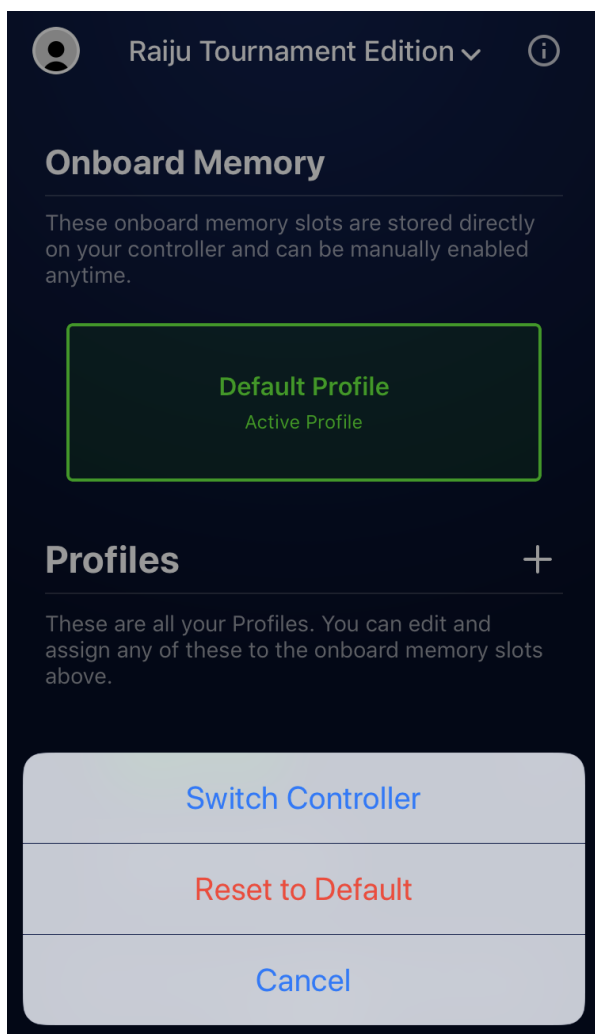 Raiju Tournament Edition
Onboard Memory
These onboard memory slots are stored directly
on your controller and can be manually enabled
anytime.
Default Profile
Active Profile
Profiles
These are all your Profiles. You can edit and
assign any of these to the onboard memory slots
above.
Switch Controller
Reset to Default
Cancel